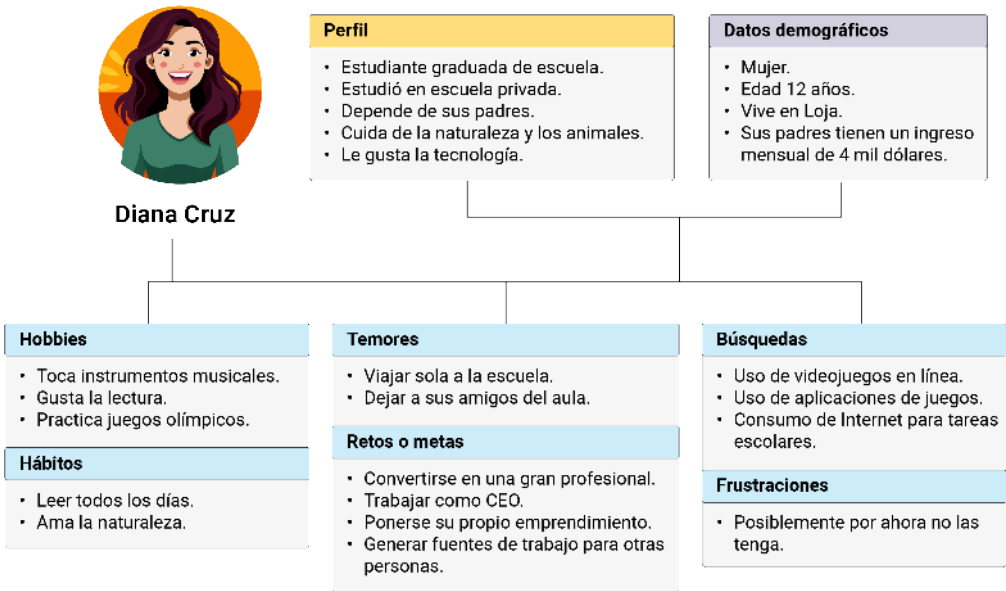 Diana Cruz
Perfil
• Estudiante graduada de escuela.
• Estudió en escuela privada.
• Depende de sus padres.
• Cuida de la naturaleza y los animales.
• Le gusta la tecnología.
Datos demográficos
• Mujer.
• Edad 12 años.
• Vive en Loja.
• Sus padres tienen un ingreso
mensual de 4 mil dólares.
Hobbies
• Toca instrumentos musicales.
• Gusta la lectura.
• Practica juegos olímpicos.
Hábitos
• Leer todos los días.
• Ama la naturaleza.
Temores
• Viajar sola a la escuela.
• Dejar a sus amigos del aula.
Retos o metas
• Convertirse en una gran profesional.
• Trabajar como CEO.
• Ponerse su propio emprendimiento.
• Generar fuentes de trabajo para otras
personas.
Búsquedas
• Uso de videojuegos en línea.
• Uso de aplicaciones de juegos.
• Consumo de Internet para tareas
escolares.
Frustraciones
• Posiblemente por ahora no las
tenga.